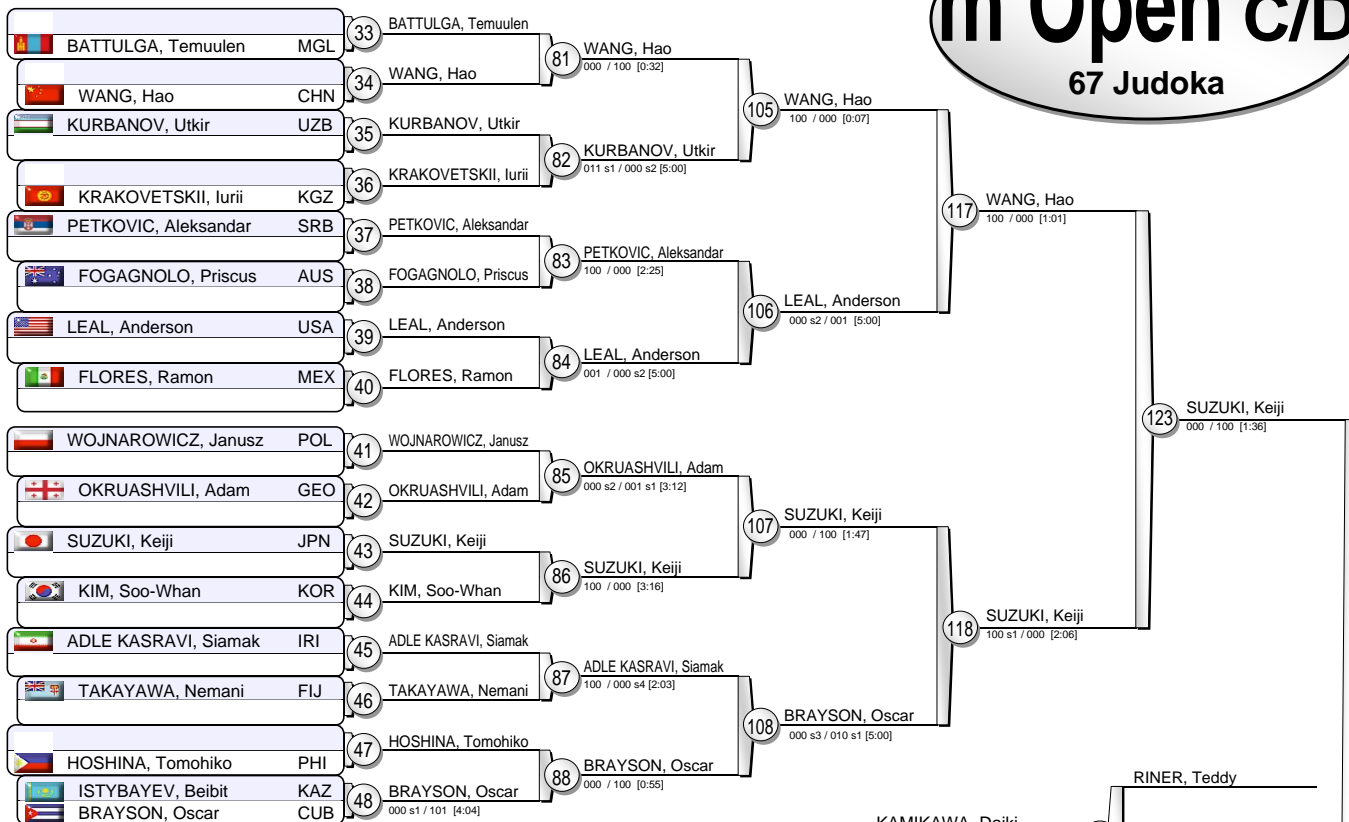 m Open C/D
67 Judoka
BATTULGA, Temuulen MGL
WANG, Hao CHN
KURBANOV, Utkir UZB
KRAKOVETSKII, Iurii KGZ
PETKOVIC, Aleksandar SRB
FOGAGNOLO, Priscus AUS
LEAL, Anderson USA
FLORES, Ramon MEX
WOJNAROWICZ, Janusz POL
OKRUASHVILI, Adam GEO
SUZUKI, Keiji JPN
KIM, Soo-Whan KOR
ADLE KASRAVI, Siamak IRI
TAKAYAWA, Nemani FIJ
HOSHINA, Tomohiko PHI
ISTYBAYEV, Beibit KAZ
BRAYSON, Oscar CUB
33 BATTULGA, Temuulen
34 WANG, Hao
35 KURBANOV, Utkir
36 KRAKOVETSKII, Iurii
37 PETKOVIC, Aleksandar
38 FOGAGNOLO, Priscus
39 LEAL, Anderson
40 FLORES, Ramon
41 WOJNAROWICZ, Janusz
42 OKRUASHVILI, Adam
43 SUZUKI, Keiji
44 KIM, Soo-Whan
45 ADLE KASRAVI, Siamak
46 TAKAYAWA, Nemani
47 HOSHINA, Tomohiko
48 BRAYSON, Oscar
000 s1 / 101 [4:04]
81 WANG, Hao
000 / 100 [0:32]
82 KURBANOV, Utkir
011 s1 / 000 s2 [5:00]
83 PETKOVIC, Aleksandar
100 / 000 [2:25]
84 LEAL, Anderson
001 / 000 s2 [5:00]
85 OKRUASHVILI, Adam
000 s2 / 001 s1 [3:12]
86 SUZUKI, Keiji
100 / 000 [3:16]
87 ADLE KASRAVI, Siamak
100 / 000 s4 [2:03]
88 BRAYSON, Oscar
000 / 100 [0:55]
105 WANG, Hao
100 / 000 [0:07]
106 LEAL, Anderson
000 s2 / 001 [5:00]
107 SUZUKI, Keiji
000 / 100 [1:47]
108 BRAYSON, Oscar
000 s3 / 010 s1 [5:00]
117 WANG, Hao
100 / 000 [1:01]
118 SUZUKI, Keiji
100 s1 / 000 [2:06]
123 SUZUKI, Keiji
000 / 100 [1:36]
RINER, Teddy
KAMIKAWA, Daiki